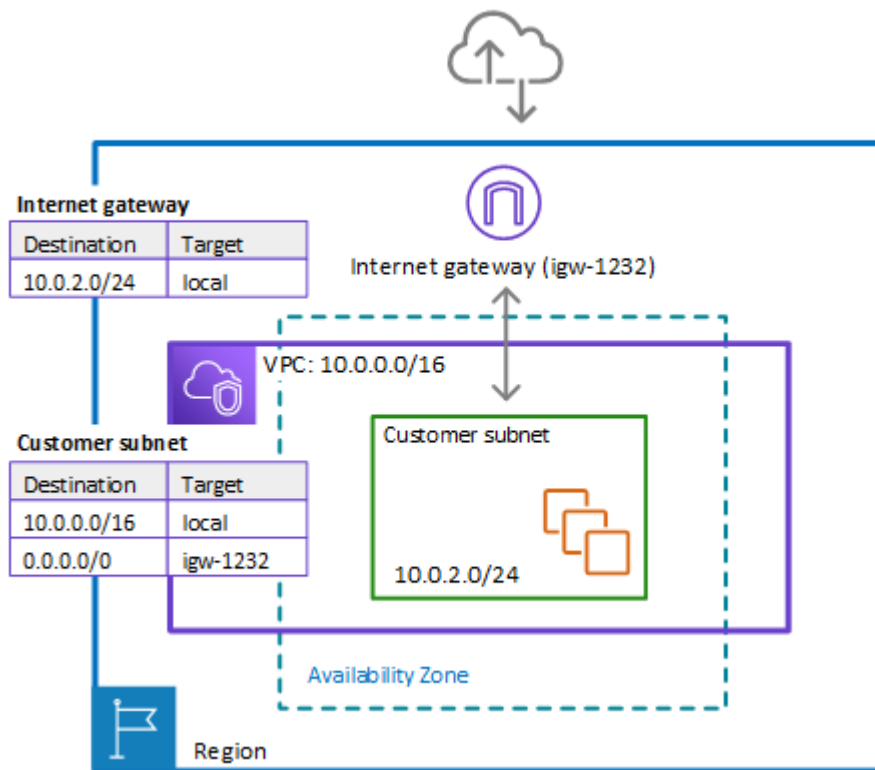 Internet gateway
Destination Target
10.0.2.0/24 local
Internet gateway (igw-1232)
VPC: 10.0.0.0/16
Customer subnet
Destination Target
10.0.0.0/16 local
0.0.0.0/0 igw-1232
Customer subnet
10.0.2.0/24
Availability Zone
Region